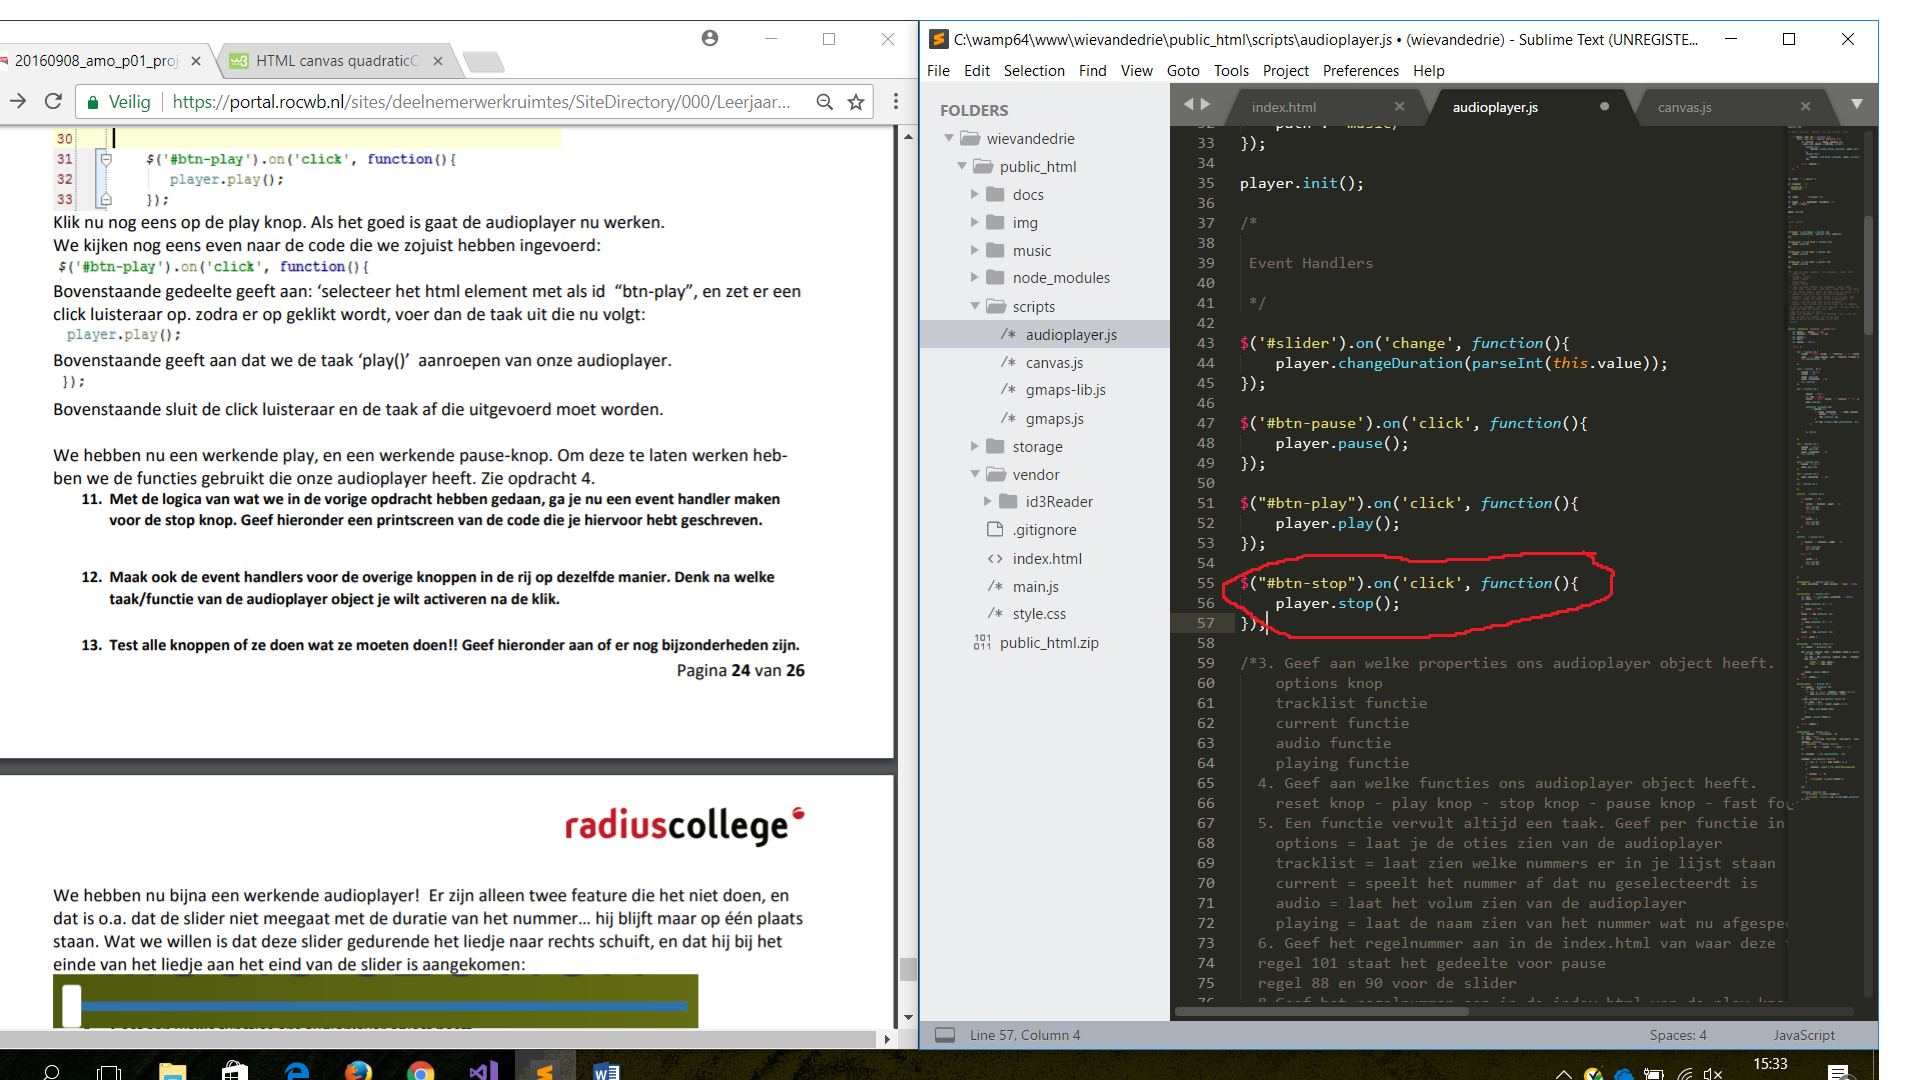 20160908_amo_p01_proj
HTML canvas quadraticC
Veilig
https://portal.rocwb.nl/sites/deelnemerwerkruimtes/SiteDirectory/000/Leerjaar...
30
31 $('#btn-play').on('click', function(){
32 player.play();
33 });
Klik nu nog eens op de play knop. Als het goed is gaat de audioplayer nu werken.
We kijken nog eens even naar de code die we zojuist hebben ingevoerd:
$('#btn-play').on('click', function(){
Bovenstaande gedeelte geeft aan: ‘selecteer het html element met als id “btn-play”, en zet er een
click luisteraar op. zodra er op geklikt wordt, voer dan de taak uit die nu volgt:
player.play();
Bovenstaande geeft aan dat we de taak ‘play()’ aanroepen van onze audioplayer.
});
Bovenstaande sluit de click luisteraar en de taak af die uitgevoerd moet worden.
We hebben nu een werkende play, en een werkende pause-knop. Om deze te laten werken heb-
ben we de functies gebruikt die onze audioplayer heeft. Zie opdracht 4.
11. Met de logica van wat we in de vorige opdracht hebben gedaan, ga je nu een event handler maken
voor de stop knop. Geef hieronder een printscreen van de code die je hiervoor hebt geschreven.
12. Maak ook de event handlers voor de overige knoppen in de rij op dezelfde manier. Denk na welke
taak/functie van de audioplayer object je wilt activeren na de klik.
13. Test alle knoppen of ze doen wat ze moeten doen!! Geef hieronder aan of er nog bijzonderheden zijn.
Pagina 24 van 26
radiuscollege
We hebben nu bijna een werkende audioplayer! Er zijn alleen twee feature die het niet doen, en
dat is o.a. dat de slider niet meegaat met de duratie van het nummer... hij blijft maar op één plaats
staan. Wat we willen is dat deze slider gedurende het liedje naar rechts schuift, en dat hij bij het
einde van het liedje aan het eind van de slider is aangekomen:
C:\wamp64\www\wievandedrie\public_html\scripts\audioplayer.js • (wievandedrie) - Sublime Text (UNREGISTE...
File Edit Selection Find View Goto Tools Project Preferences Help
FOLDERS
wievandedrie
public_html
docs
img
music
node_modules
scripts
/* audioplayer.js
/* canvas.js
/* gmaps-lib.js
/* gmaps.js
storage
vendor
id3Reader
.gitignore
<> index.html
/* main.js
/* style.css
public_html.zip
index.html
audioplayer.js
canvas.js
33 });
34
35 player.init();
36
37 /*
38
39 Event Handlers
40
41 */
42
43 $('#slider').on('change', function(){
44 player.changeDuration(parseInt(this.value));
45 });
46
47 $('#btn-pause').on('click', function(){
48 player.pause();
49 });
50
51 $("#btn-play").on('click', function(){
52 player.play();
53 });
54
55 $("#btn-stop").on('click', function(){
56 player.stop();
57 });
58
59 /*3. Geef aan welke properties ons audioplayer object heeft.
60 options knop
61 tracklist functie
62 current functie
63 audio functie
64 playing functie
65 4. Geef aan welke functies ons audioplayer object heeft.
66 reset knop - play knop - stop knop - pause knop - fast fo
67 5. Een functie vervult altijd een taak. Geef per functie in
68 options = laat je de oties zien van de audioplayer
69 tracklist = laat zien welke nummers er in je lijst staan
70 current = speelt het nummer af dat nu geselecteerdt is
71 audio = laat het volum zien van de audioplayer
72 playing = laat de naam zien van het nummer wat nu afgespe
73 6. Geef het regelnummer aan in de index.html van waar deze
74 regel 101 staat het gedeelte voor pause
75 regel 88 en 90 voor de slider
Line 57, Column 4
Spaces: 4
JavaScript
15:33